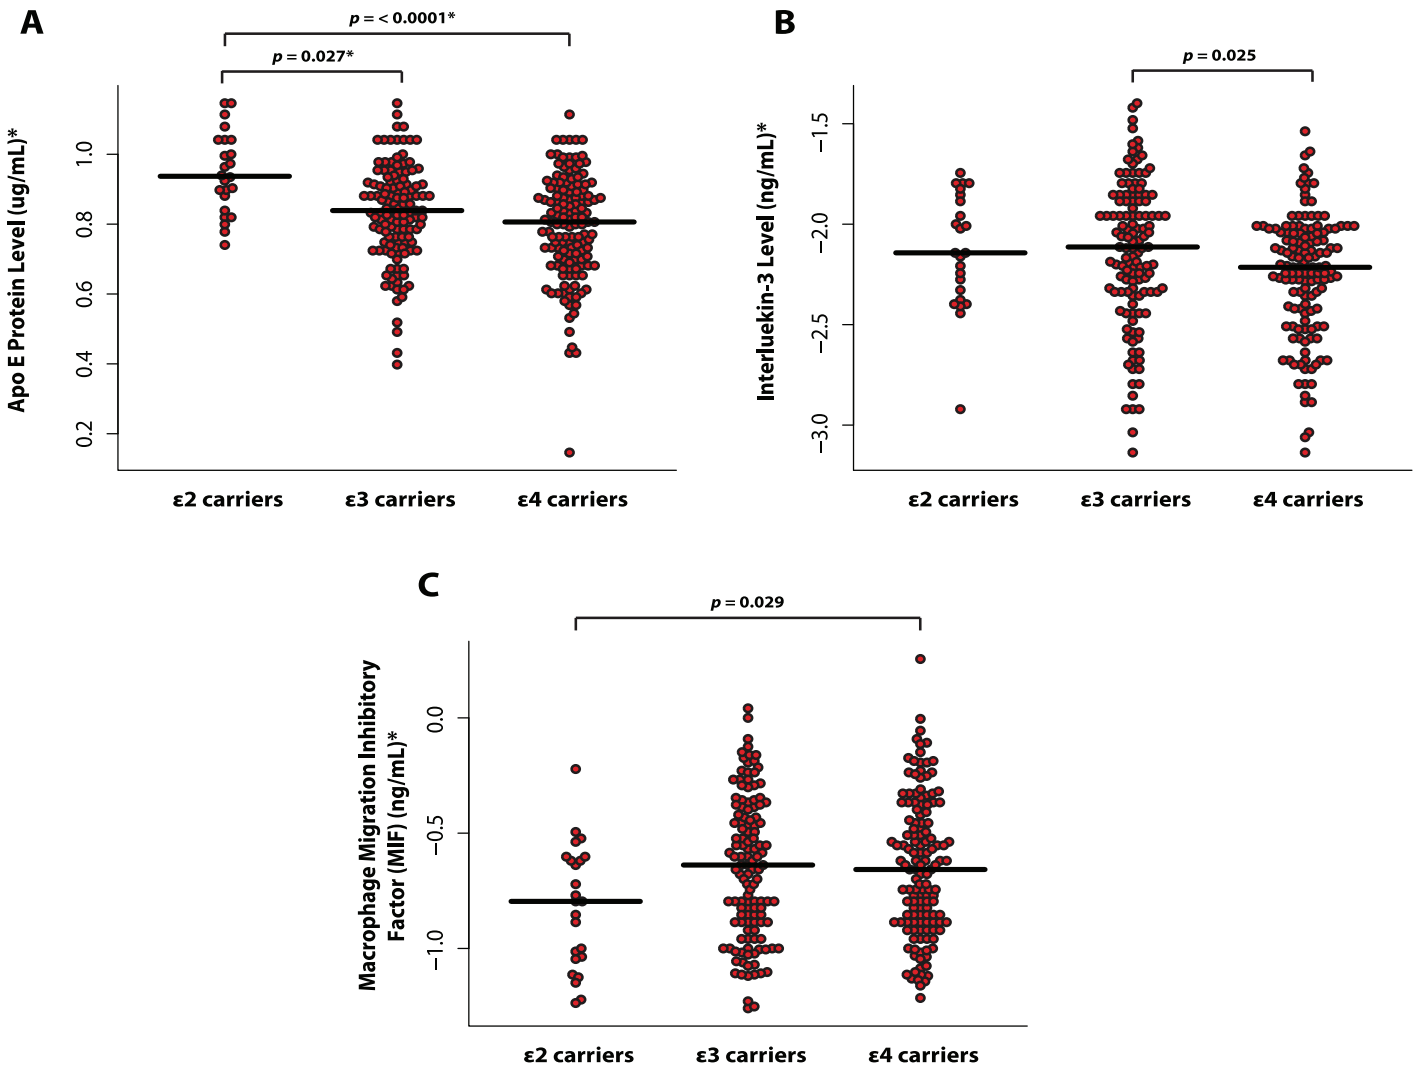 A
p = < 0.0001*
p = 0.027*
Apo E Protein Level (ug/mL)*
1.0
0.8
0.6
0.4
0.2
ε2 carriers
ε3 carriers
ε4 carriers
B
p = 0.025
Interluekin-3 Level (ng/mL)*
−1.5
−2.0
−2.5
−3.0
ε2 carriers
ε3 carriers
ε4 carriers
C
p = 0.029
Macrophage Migration Inhibitory
Factor (MIF) (ng/mL)*
0.0
−0.5
−1.0
ε2 carriers
ε3 carriers
ε4 carriers